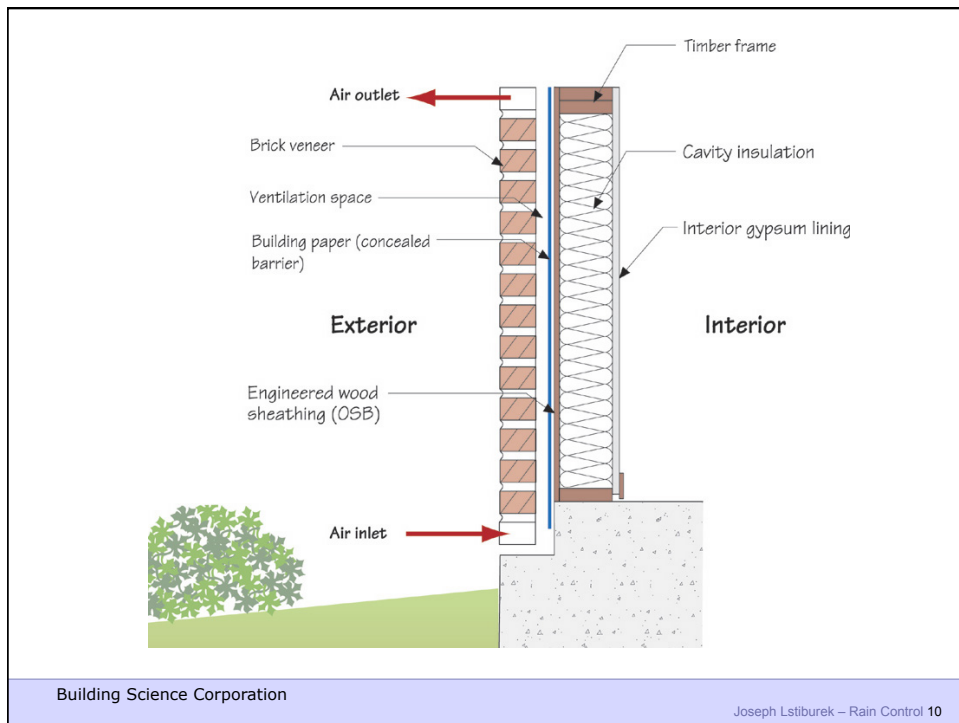 Timber frame
Air outlet
Brick veneer
Cavity insulation
Ventilation space
Interior gypsum lining
Building paper (concealed
barrier)
Exterior
Interior
Engineered wood
sheathing (OSB)
Air inlet
Building Science Corporation
Joseph Lstiburek – Rain Control 10